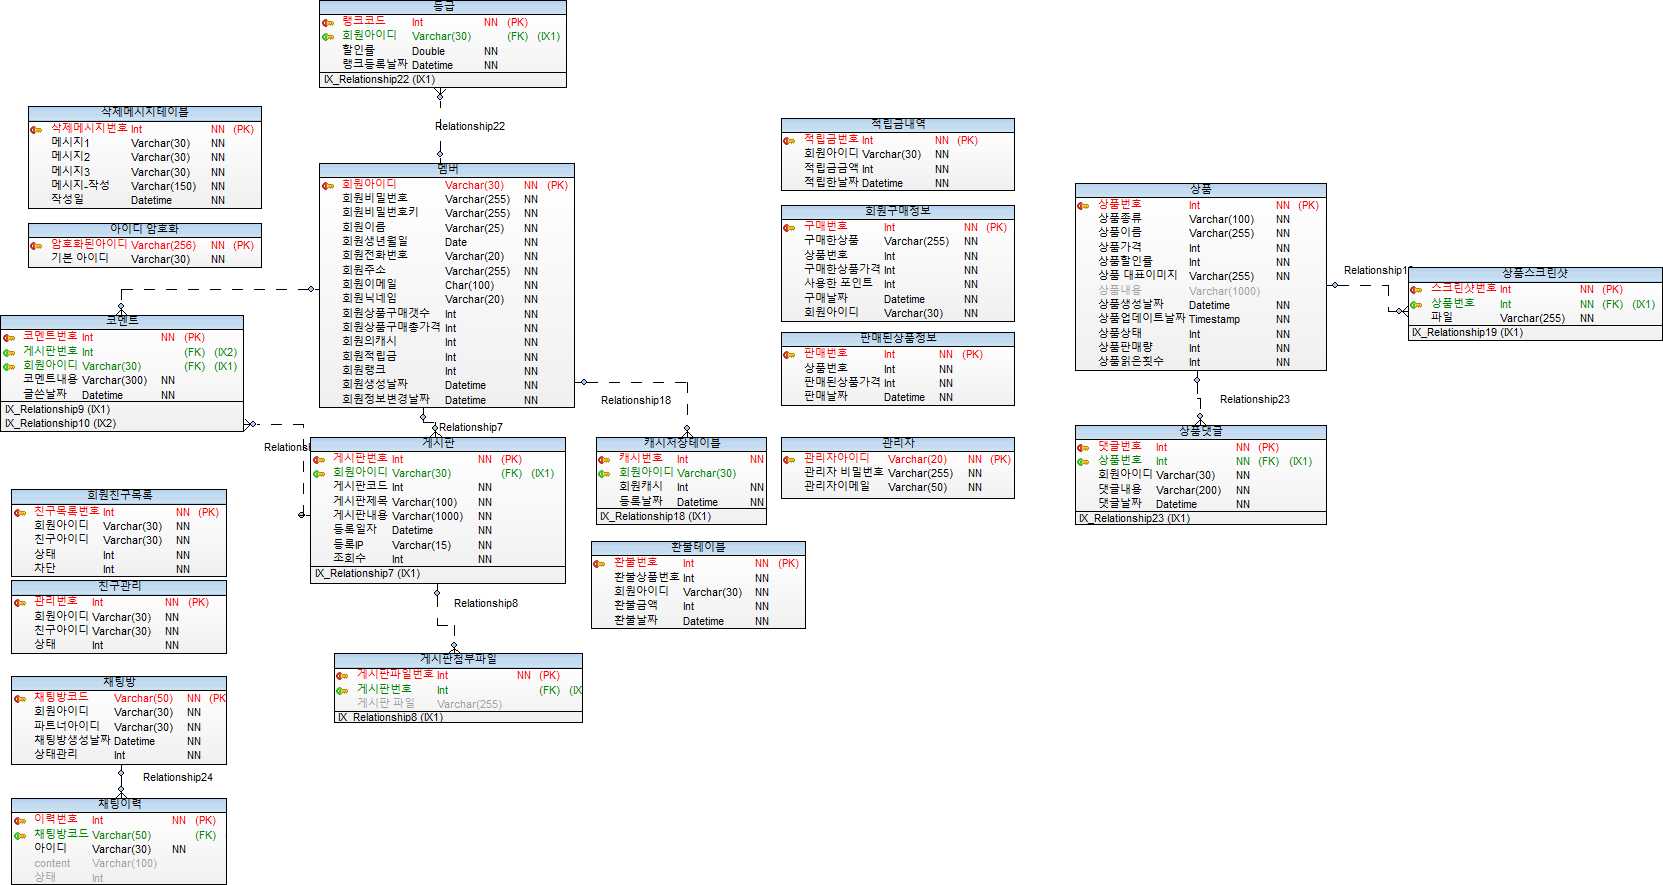 등급
랭크코드 Int NN (PK)
회원아이디 Varchar(30) (FK) (IX1)
할인률 Double NN
랭크등록날짜 Datetime NN
IX_Relationship22 (IX1)
Relationship22
삭제메시지테이블
삭제메시지번호 Int NN (PK)
메시지1 Varchar(30) NN
메시지2 Varchar(30) NN
메시지3 Varchar(30) NN
메시지-작성 Varchar(150) NN
작성일 Datetime NN
아이디 암호화
암호화된아이디 Varchar(256) NN (PK)
기본 아이디 Varchar(30) NN
멤버
회원아이디 Varchar(30) NN (PK)
회원비밀번호 Varchar(255) NN
회원비밀번호키 Varchar(255) NN
회원이름 Varchar(25) NN
회원생년월일 Date NN
회원전화번호 Varchar(20) NN
회원주소 Varchar(255) NN
회원이메일 Char(100) NN
회원닉네임 Varchar(20) NN
회원상품구매갯수 Int NN
회원상품구매총가격 Int NN
회원의캐시 Int NN
회원적립금 Int NN
회원랭크 Int NN
회원생성날짜 Datetime NN
회원정보변경날짜 Datetime NN
코멘트
코멘트번호 Int NN (PK)
게시판번호 Int (FK) (IX2)
회원아이디 Varchar(30) (FK) (IX1)
코멘트내용 Varchar(300) NN
글쓴날짜 Datetime NN
IX_Relationship9 (IX1)
IX_Relationship10 (IX2)
Relationship7
게시판
게시판번호 Int NN (PK)
회원아이디 Varchar(30) (FK) (IX1)
게시판코드 Int NN
게시판제목 Varchar(100) NN
게시판내용 Varchar(1000) NN
등록일자 Datetime NN
등록IP Varchar(15) NN
조회수 Int NN
IX_Relationship7 (IX1)
Relationship8
게시판첨부파일
게시판파일번호 Int NN (PK)
게시판번호 Int (FK) (IX
게시판 파일 Varchar(255)
IX_Relationship8 (IX1)
회원친구목록
친구목록번호 Int NN (PK)
회원아이디 Varchar(30) NN
친구아이디 Varchar(30) NN
상태 Int NN
차단 Int NN
친구관리
관리번호 Int NN (PK)
회원아이디 Varchar(30) NN
친구아이디 Varchar(30) NN
상태 Int NN
채팅방
채팅방코드 Varchar(50) NN (PK
회원아이디 Varchar(30) NN
파트너아이디 Varchar(30) NN
채팅방생성날짜 Datetime NN
상태관리 Int NN
Relationship24
채팅이력
이력번호 Int NN (PK)
채팅방코드 Varchar(50) (FK)
아이디 Varchar(30) NN
content Varchar(100)
상태 Int
Relationship18
캐시저장테이블
캐시번호 Int NN
회원아이디 Varchar(30)
회원캐시 Int NN
등록날짜 Datetime NN
IX_Relationship18 (IX1)
환불테이블
환불번호 Int NN (PK)
환불상품번호 Int NN
회원아이디 Varchar(30) NN
환불금액 Int NN
환불날짜 Datetime NN
적립금내역
적립금번호 Int NN (PK)
회원아이디 Varchar(30) NN
적립금금액 Int NN
적립한날짜 Datetime NN
회원구매정보
구매번호 Int NN (PK)
구매한상품 Varchar(255) NN
상품번호 Int NN
구매한상품가격 Int NN
사용한 포인트 Int NN
구매날짜 Datetime NN
회원아이디 Varchar(30) NN
판매된상품정보
판매번호 Int NN (PK)
상품번호 Int NN
판매된상품가격 Int NN
판매날짜 Datetime NN
관리자
관리자아이디 Varchar(20) NN (PK)
관리자 비밀번호 Varchar(255) NN
관리자이메일 Varchar(50) NN
상품
상품번호 Int NN (PK)
상품종류 Varchar(100) NN
상품이름 Varchar(255) NN
상품가격 Int NN
상품할인률 Int NN
상품 대표이미지 Varchar(255) NN
상품내용 Varchar(1000)
상품생성날짜 Datetime NN
상품업데이트날짜 Timestamp NN
상품상태 Int NN
상품판매량 Int NN
상품읽은횟수 Int NN
상품스크린샷
스크린샷번호 Int NN (PK)
상품번호 Int NN (FK) (IX1)
파일 Varchar(255) NN
IX_Relationship19 (IX1)
Relationship23
상품댓글
댓글번호 Int NN (PK)
상품번호 Int NN (FK) (IX1)
회원아이디 Varchar(30) NN
댓글내용 Varchar(200) NN
댓글날짜 Datetime NN
IX_Relationship23 (IX1)